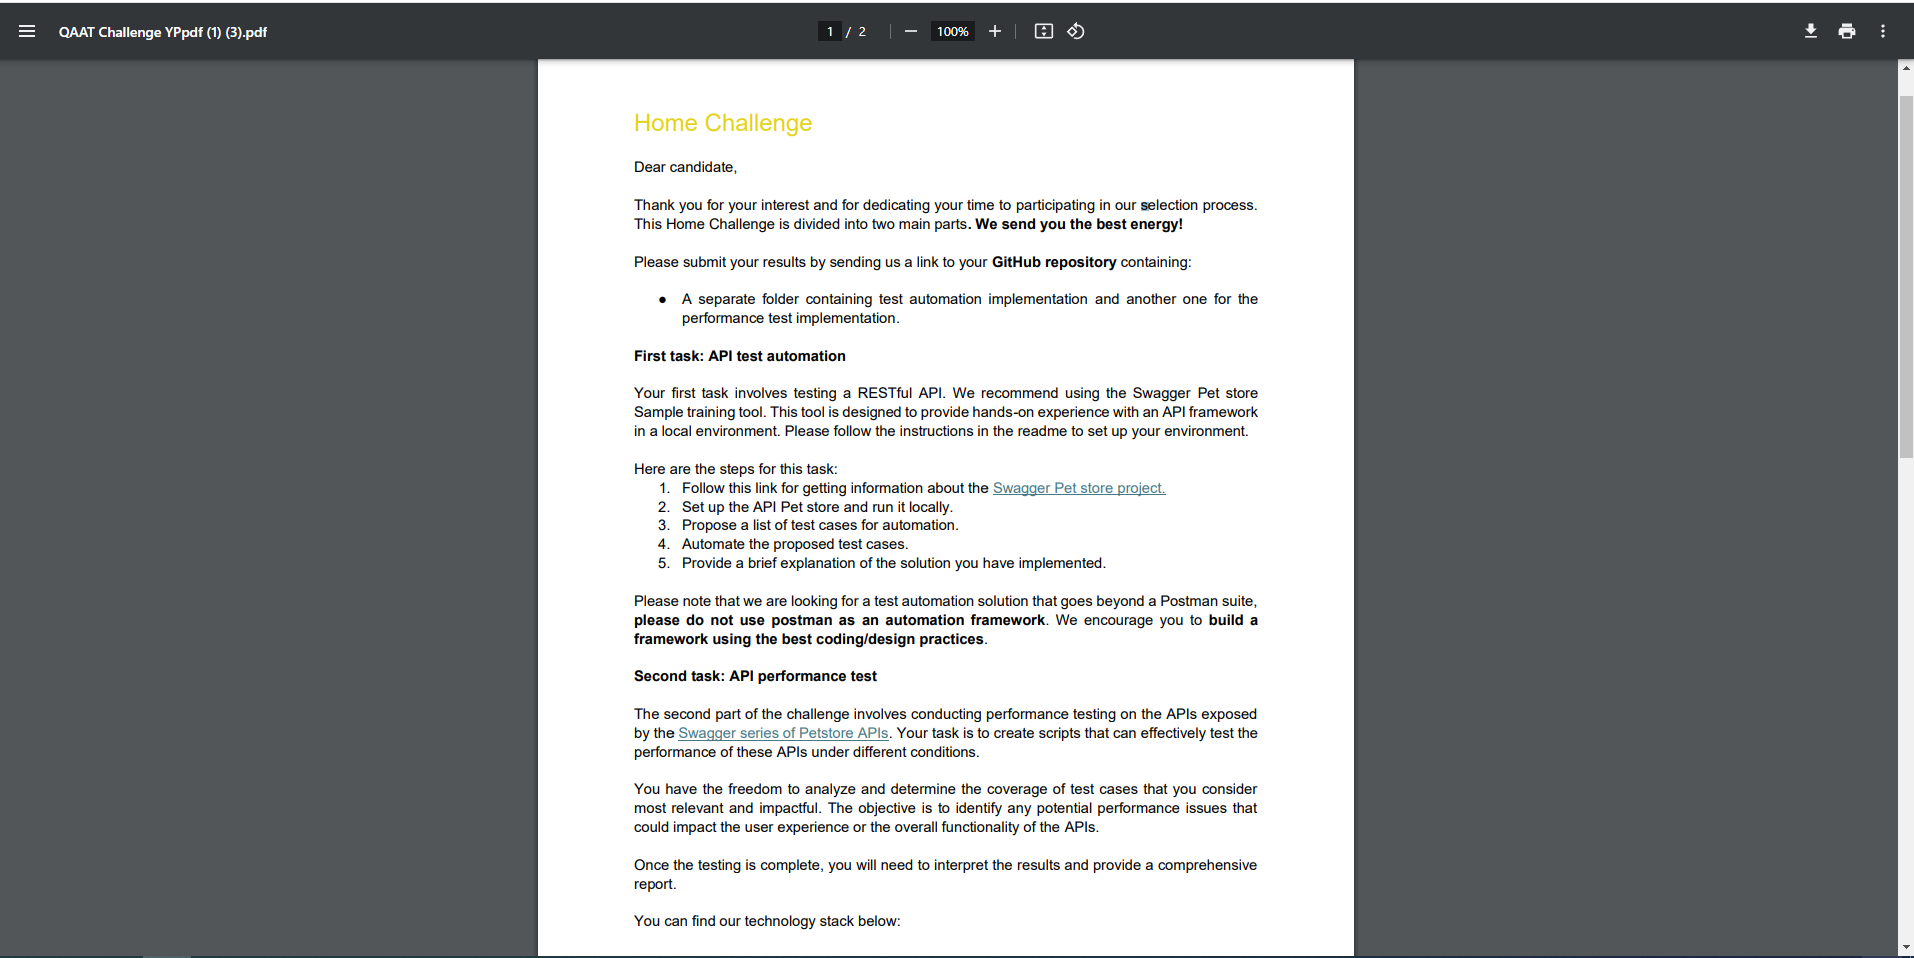 QAAT Challenge YPpdf (1) (3).pdf
1 / 2
100%
Home Challenge
Dear candidate,
Thank you for your interest and for dedicating your time to participating in our selection process.
This Home Challenge is divided into two main parts. We send you the best energy!
Please submit your results by sending us a link to your GitHub repository containing:
● A separate folder containing test automation implementation and another one for the
performance test implementation.
First task: API test automation
Your first task involves testing a RESTful API. We recommend using the Swagger Pet store
Sample training tool. This tool is designed to provide hands-on experience with an API framework
in a local environment. Please follow the instructions in the readme to set up your environment.
Here are the steps for this task:
1. Follow this link for getting information about the Swagger Pet store project.
2. Set up the API Pet store and run it locally.
3. Propose a list of test cases for automation.
4. Automate the proposed test cases.
5. Provide a brief explanation of the solution you have implemented.
Please note that we are looking for a test automation solution that goes beyond a Postman suite,
please do not use postman as an automation framework. We encourage you to build a
framework using the best coding/design practices.
Second task: API performance test
The second part of the challenge involves conducting performance testing on the APIs exposed
by the Swagger series of Petstore APIs. Your task is to create scripts that can effectively test the
performance of these APIs under different conditions.
You have the freedom to analyze and determine the coverage of test cases that you consider
most relevant and impactful. The objective is to identify any potential performance issues that
could impact the user experience or the overall functionality of the APIs.
Once the testing is complete, you will need to interpret the results and provide a comprehensive
report.
You can find our technology stack below: